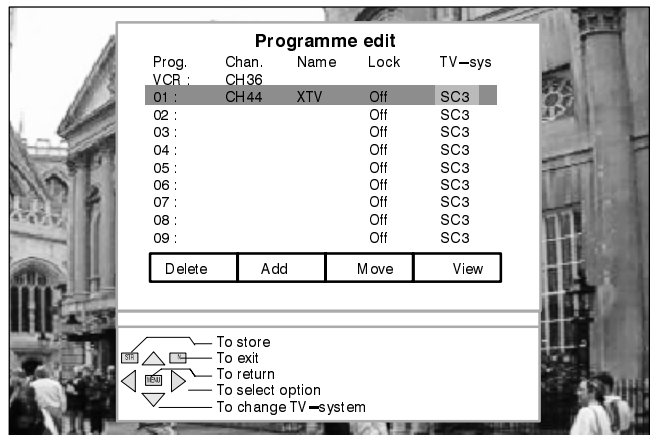 Programme edit
Prog. Chan. Name Lock TV-sys
VCR : CH36
01 : CH44 XTV Off SC3
02 : Off SC3
03 : Off SC3
04 : Off SC3
05 : Off SC3
06 : Off SC3
07 : Off SC3
08 : Off SC3
09 : Off SC3
Delete Add Move View
To store
STR N To exit
MENU To return
To select option
To change TV-system